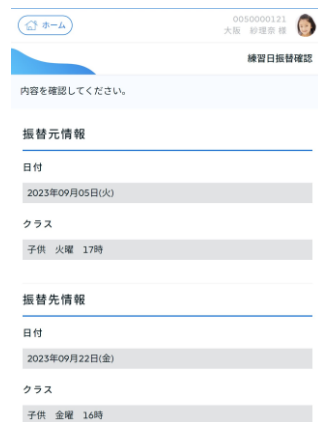 ホーム
0050000121
大阪 紗理奈 様
練習日振替確認
内容を確認してください。
振替元情報
日付
2023年09月05日(火)
クラス
子供 火曜 17時
振替先情報
日付
2023年09月22日(金)
クラス
子供 金曜 16時